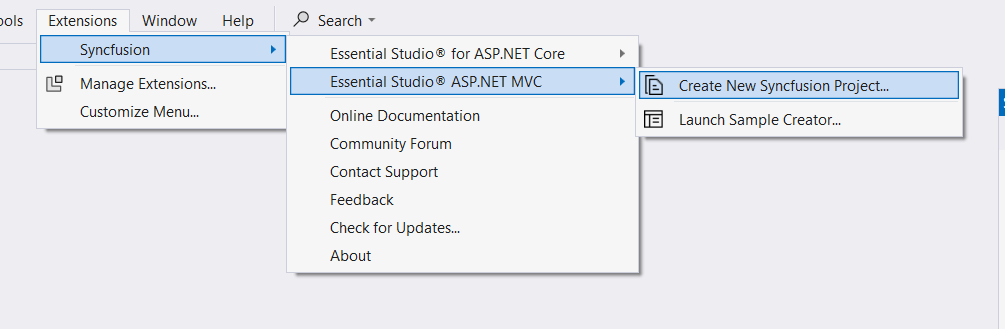 ools Extensions Window Help Search
Syncfusion
Manage Extensions...
Customize Menu...
Essential Studio® for ASP.NET Core
Essential Studio® ASP.NET MVC
Online Documentation
Community Forum
Contact Support
Feedback
Check for Updates...
About
Create New Syncfusion Project...
Launch Sample Creator...